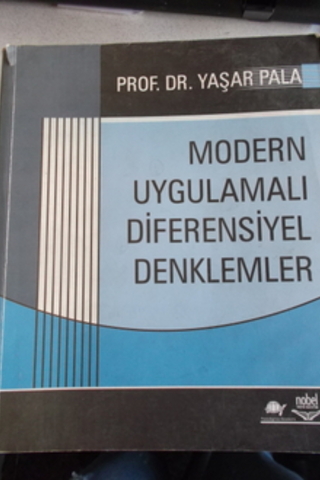 PROF. DR. YAŞAR PALA
MODERN
UYGULAMALI
DİFERENSİYEL
DENKLEMLER
nobel